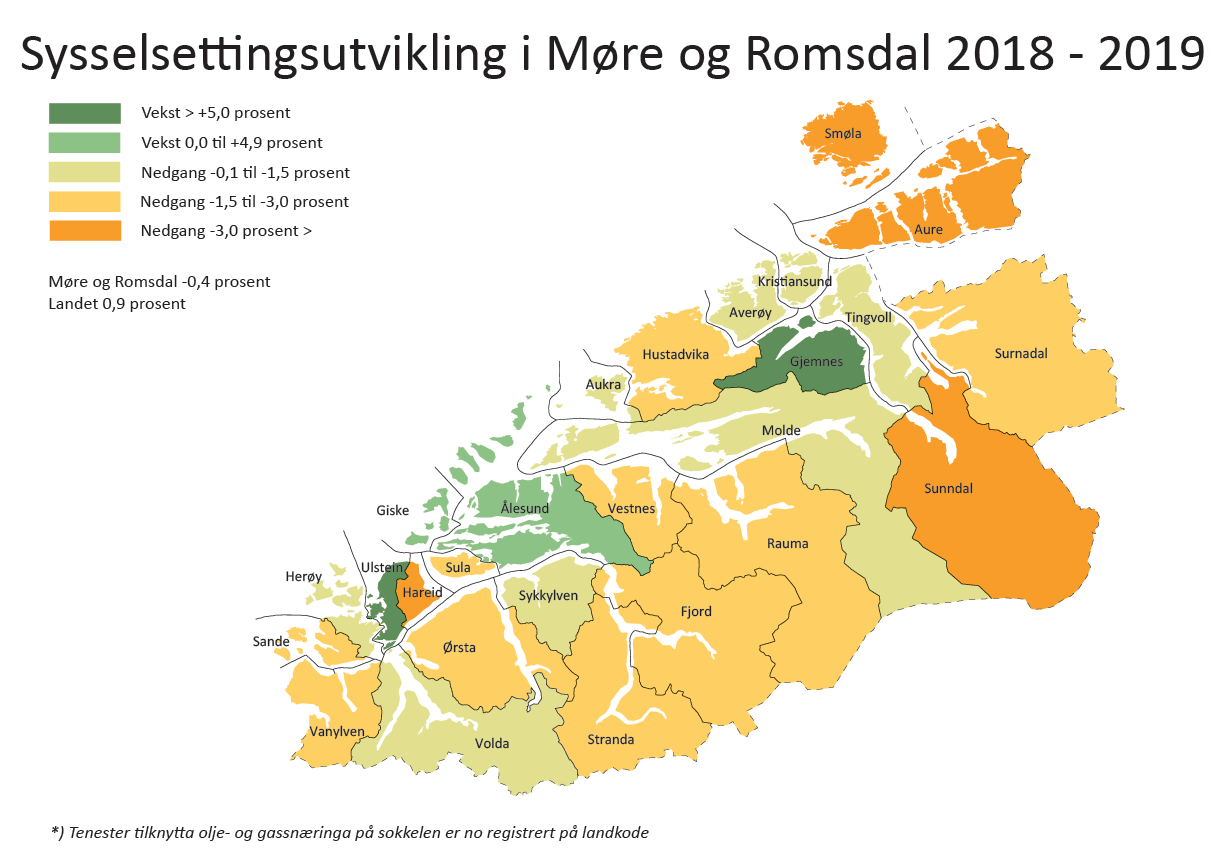 Sysselsettingsutvikling i Møre og Romsdal 2018 - 2019
Vekst > +5,0 prosent
Vekst 0,0 til +4,9 prosent
Nedgang -0,1 til -1,5 prosent
Nedgang -1,5 til -3,0 prosent
Nedgang -3,0 prosent >
Møre og Romsdal -0,4 prosent
Landet 0,9 prosent
Smøla
Aure
Kristiansund
Averøy
Tingvoll
Hustadvika
Gjemnes
Surnadal
Aukra
Molde
Sunndal
Giske
Ålesund
Vestnes
Rauma
Ulstein
Sula
Herøy
Hareid
Sykkylven
Fjord
Sande
Ørsta
Vanylven
Volda
Stranda
*) Tenester tilknytta olje- og gassnæringa på sokkelen er no registrert på landkode